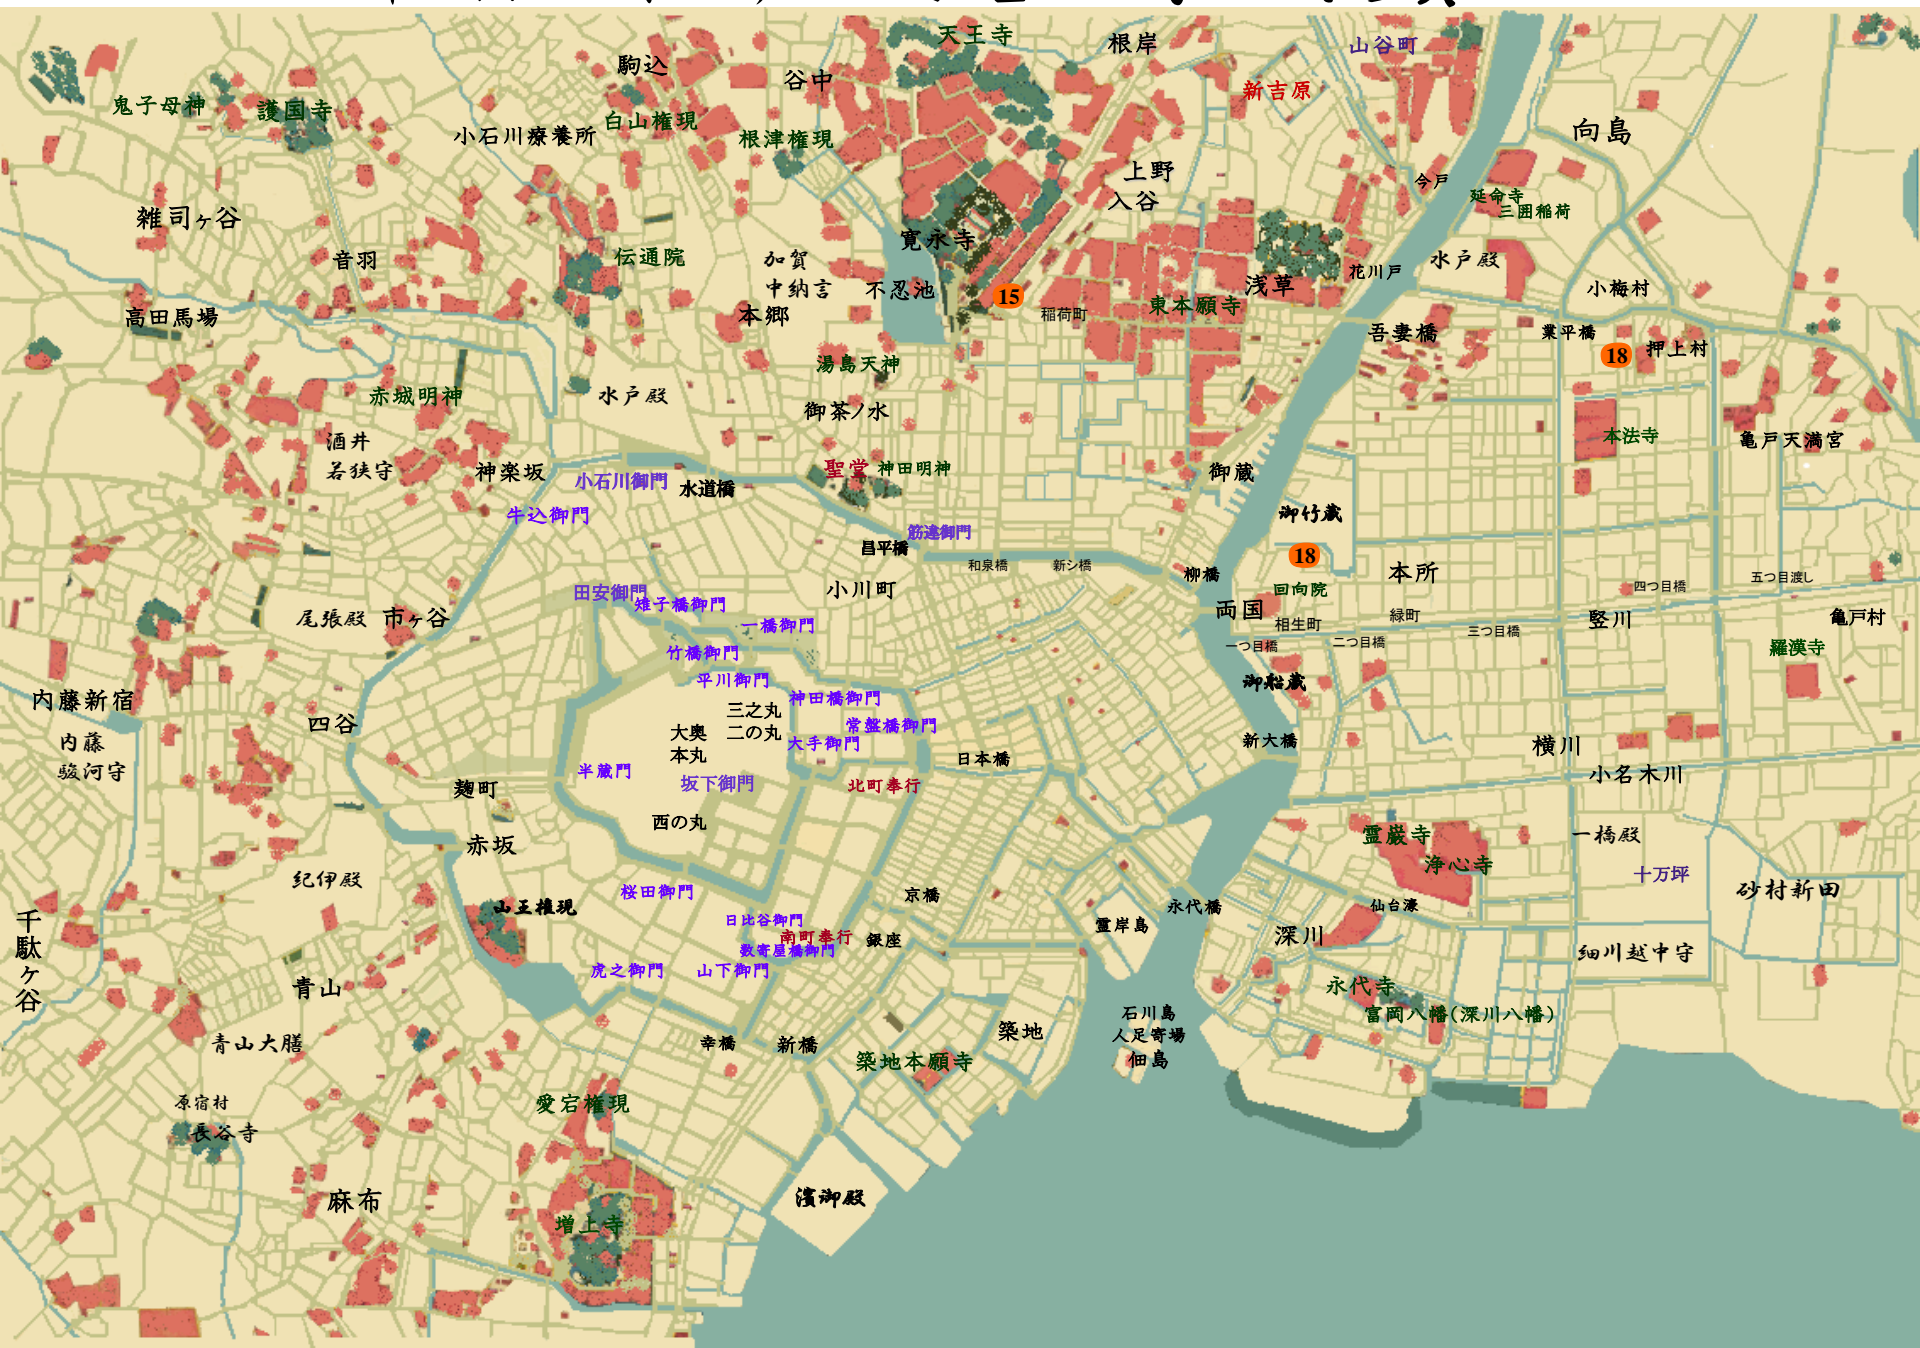 天王寺
根岸
山谷町
駒込
谷中
新吉原
鬼子母神
護国寺
白山権現
小石川療養所
根津権現
向島
上野
入谷
今戸
延命寺
三囲稲荷
雑司ヶ谷
音羽
伝通院
加賀
中納言
寛永寺
不忍池
本郷
15
稲荷町
東本願寺
浅草
花川戸
水戸殿
小梅村
高田馬場
吾妻橋
業平橋
18
押上村
湯島天神
赤城明神
水戸殿
御茶ノ水
本法寺
亀戸天満宮
酒井
若狭守
神楽坂
小石川御門
水道橋
聖堂
神田明神
御蔵
牛込御門
御竹蔵
筋違御門
昌平橋
和泉橋
新シ橋
柳橋
18
本所
回向院
田安御門
雉子橋御門
小川町
一橋御門
両国
相生町
緑町
四つ目橋
五つ目渡し
竪川
亀戸村
尾張殿
市ヶ谷
竹橋御門
一つ目橋
二つ目橋
三つ目橋
羅漢寺
平川御門
神田橋御門
御船蔵
内藤新宿
四谷
三之丸
二の丸
大奥
本丸
常盤橋御門
大手御門
新大橋
横川
内藤
駿河守
日本橋
半蔵門
坂下御門
北町奉行
小名木川
麹町
西の丸
赤坂
霊巌寺
浄心寺
一橋殿
十万坪
砂村新田
紀伊殿
桜田御門
京橋
山王権現
日比谷御門
南町奉行
数寄屋橋御門
銀座
霊岸島
永代橋
仙台濠
深川
細川越中守
千駄ヶ谷
虎之御門
山下御門
青山
永代寺
富岡八幡(深川八幡)
石川島
人足寄場
佃島
青山大膳
幸橋
新橋
築地
築地本願寺
原宿村
長谷寺
愛宕権現
麻布
濱御殿
増上寺